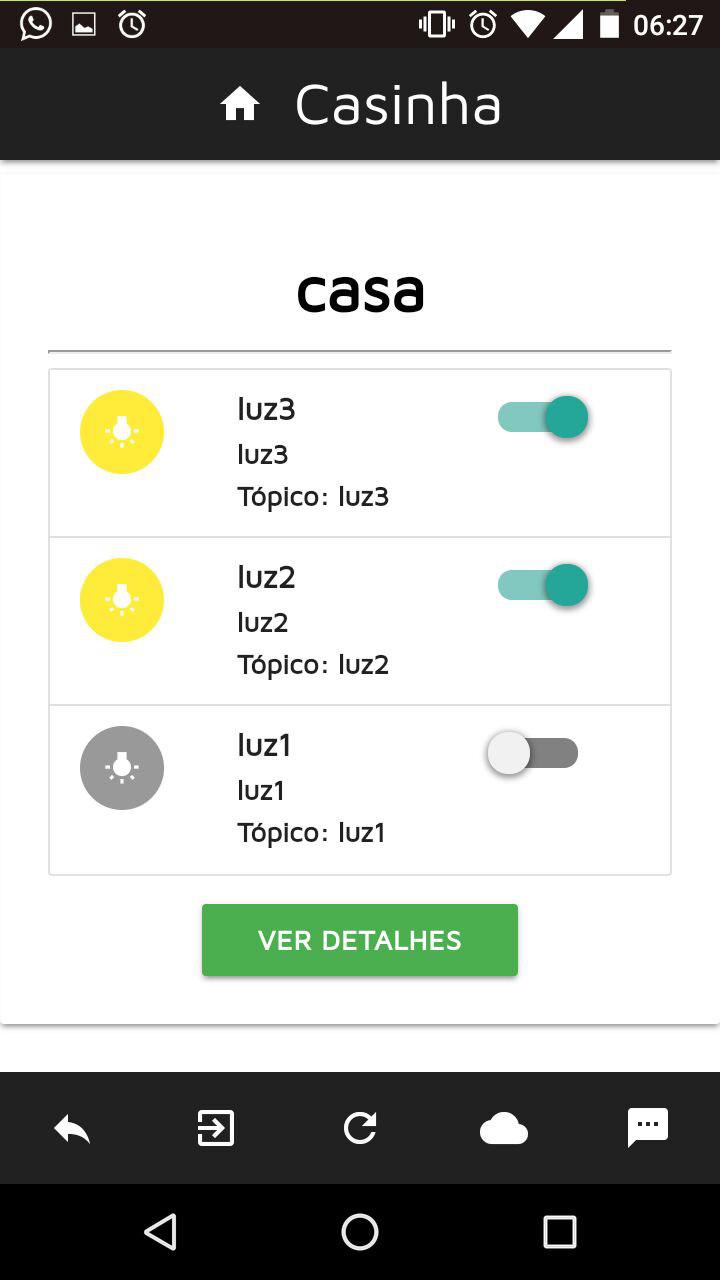 06:27
Casinha
casa
luz3
luz3
Tópico: luz3
luz2
luz2
Tópico: luz2
luz1
luz1
Tópico: luz1
VER DETALHES